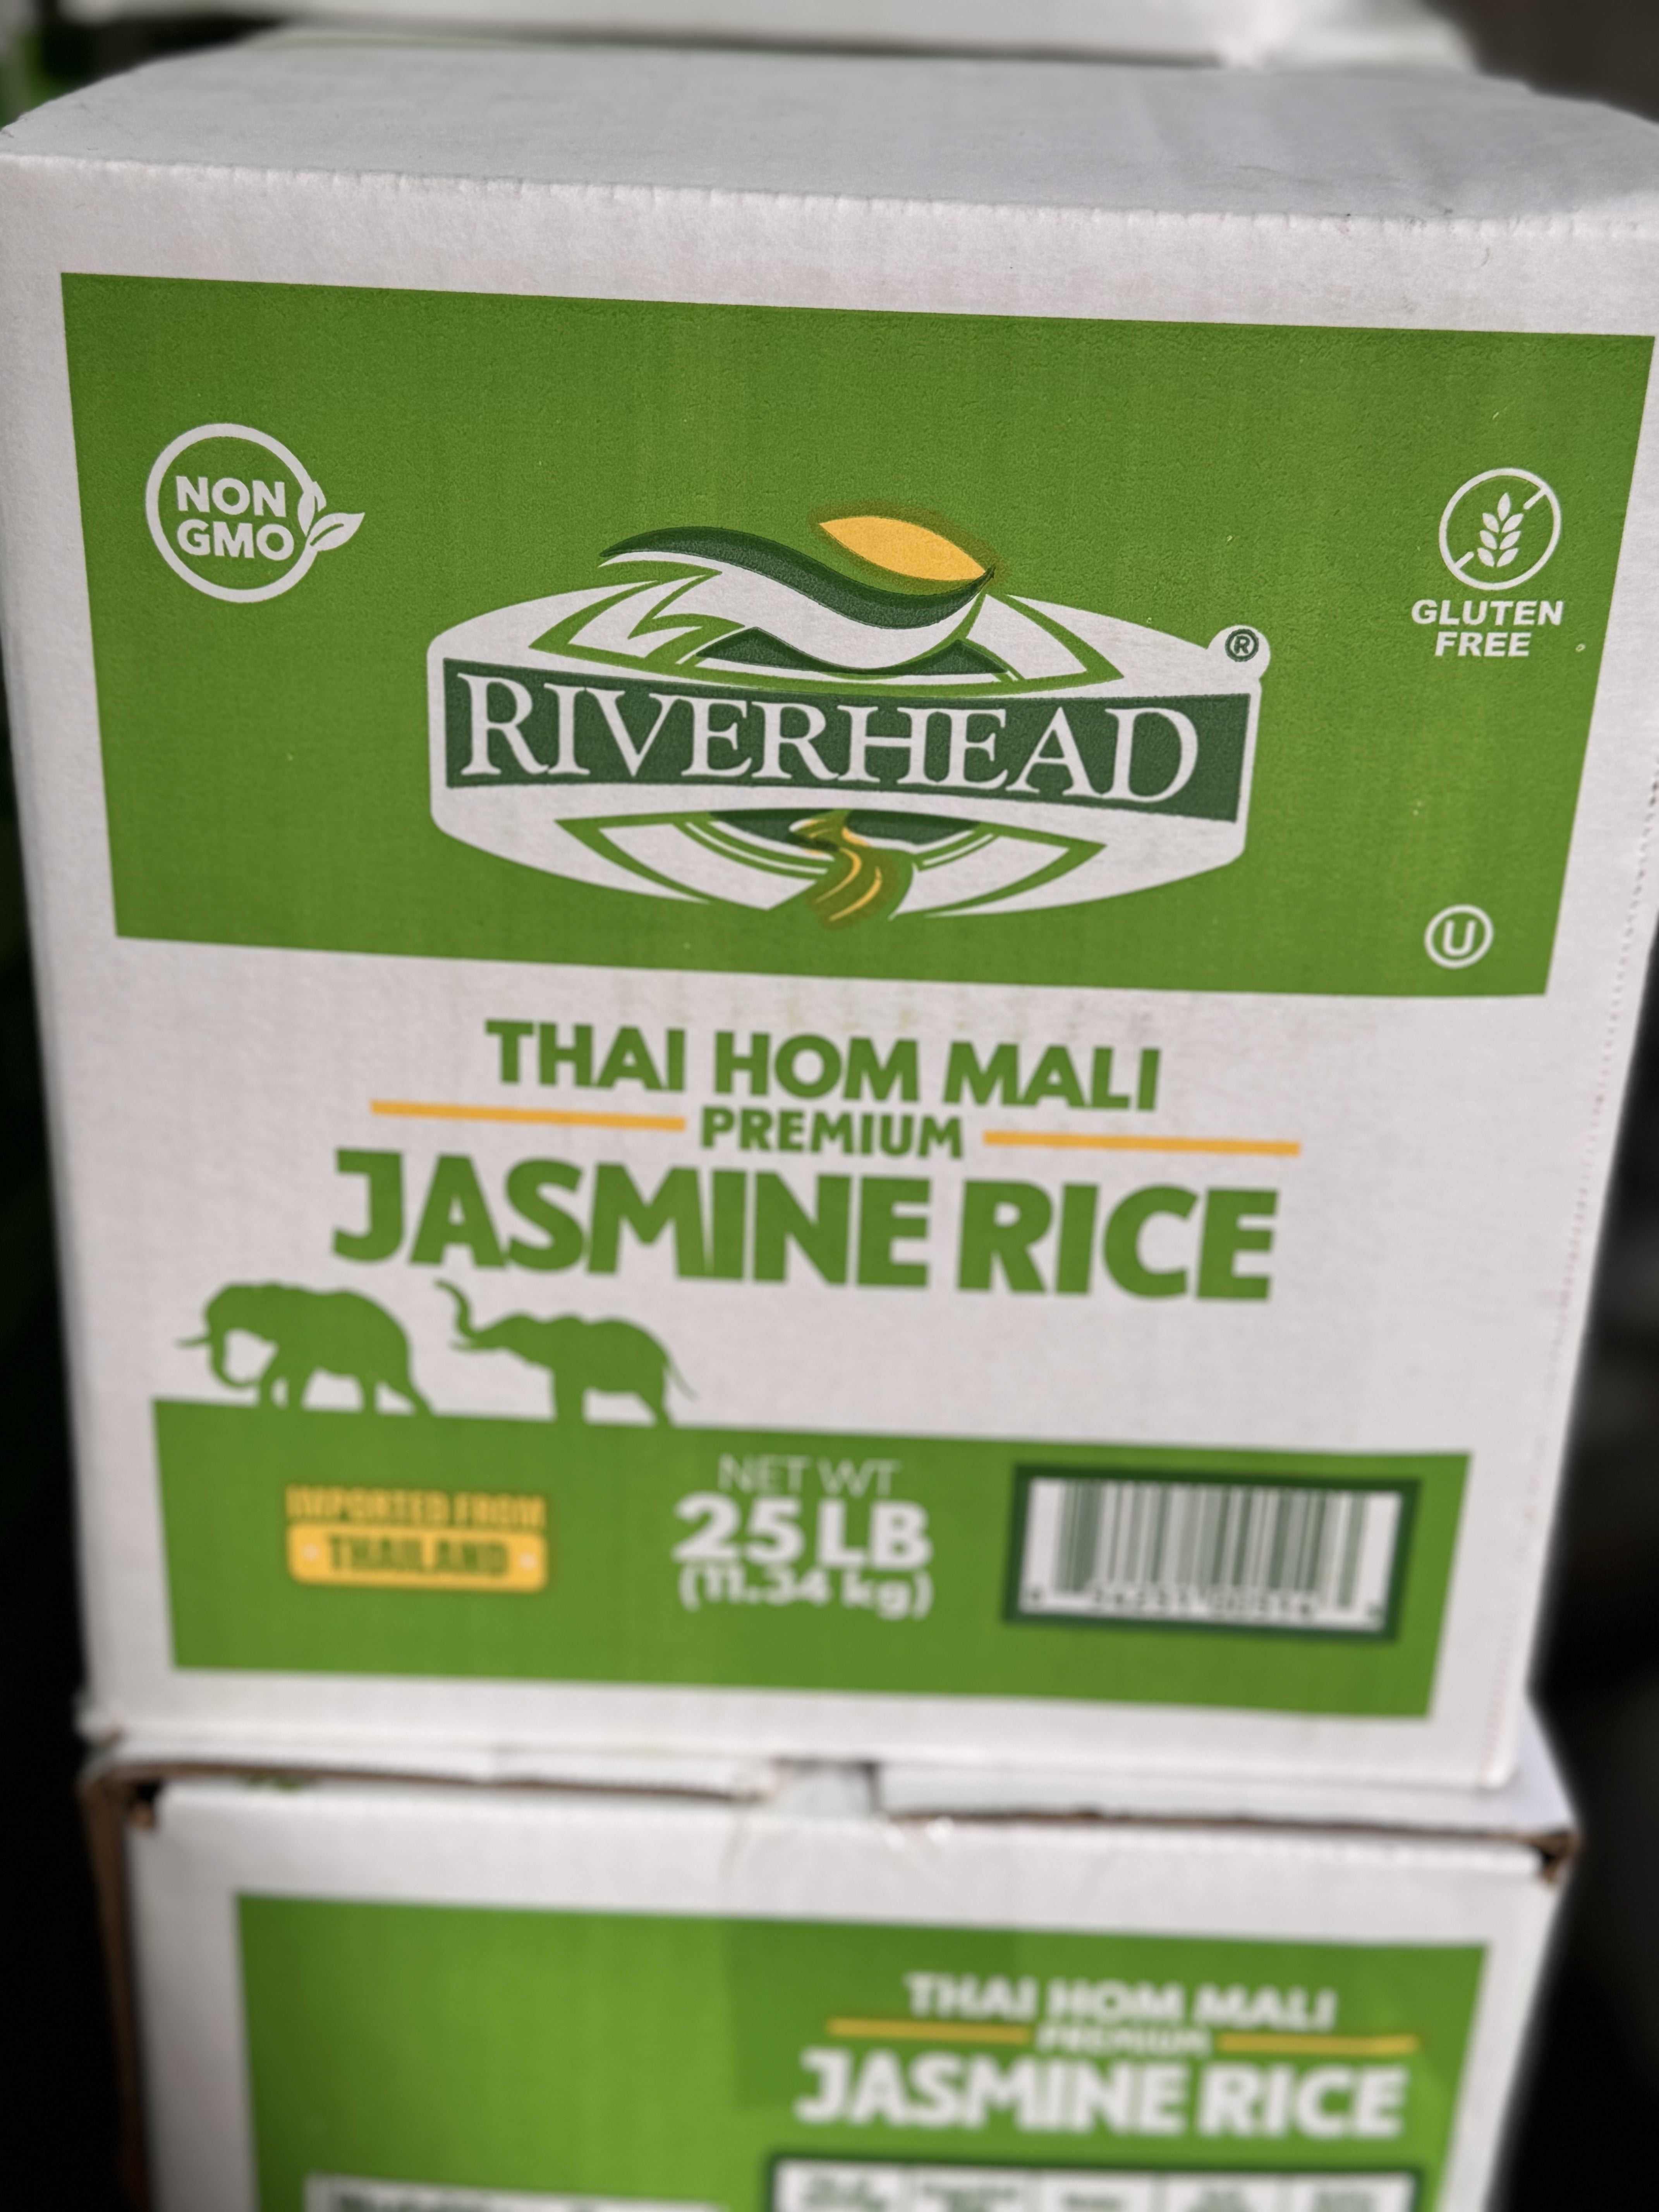 NON
GMO
GLUTEN
FREE
®
RIVERHEAD
U
THAI HOM MALI
PREMIUM
JASMINE RICE
IMPORTED FROM
THAILAND
NET WT
25 LB
(11.34 kg)
THAI HOM MALI
PREMIUM
JASMINE RICE